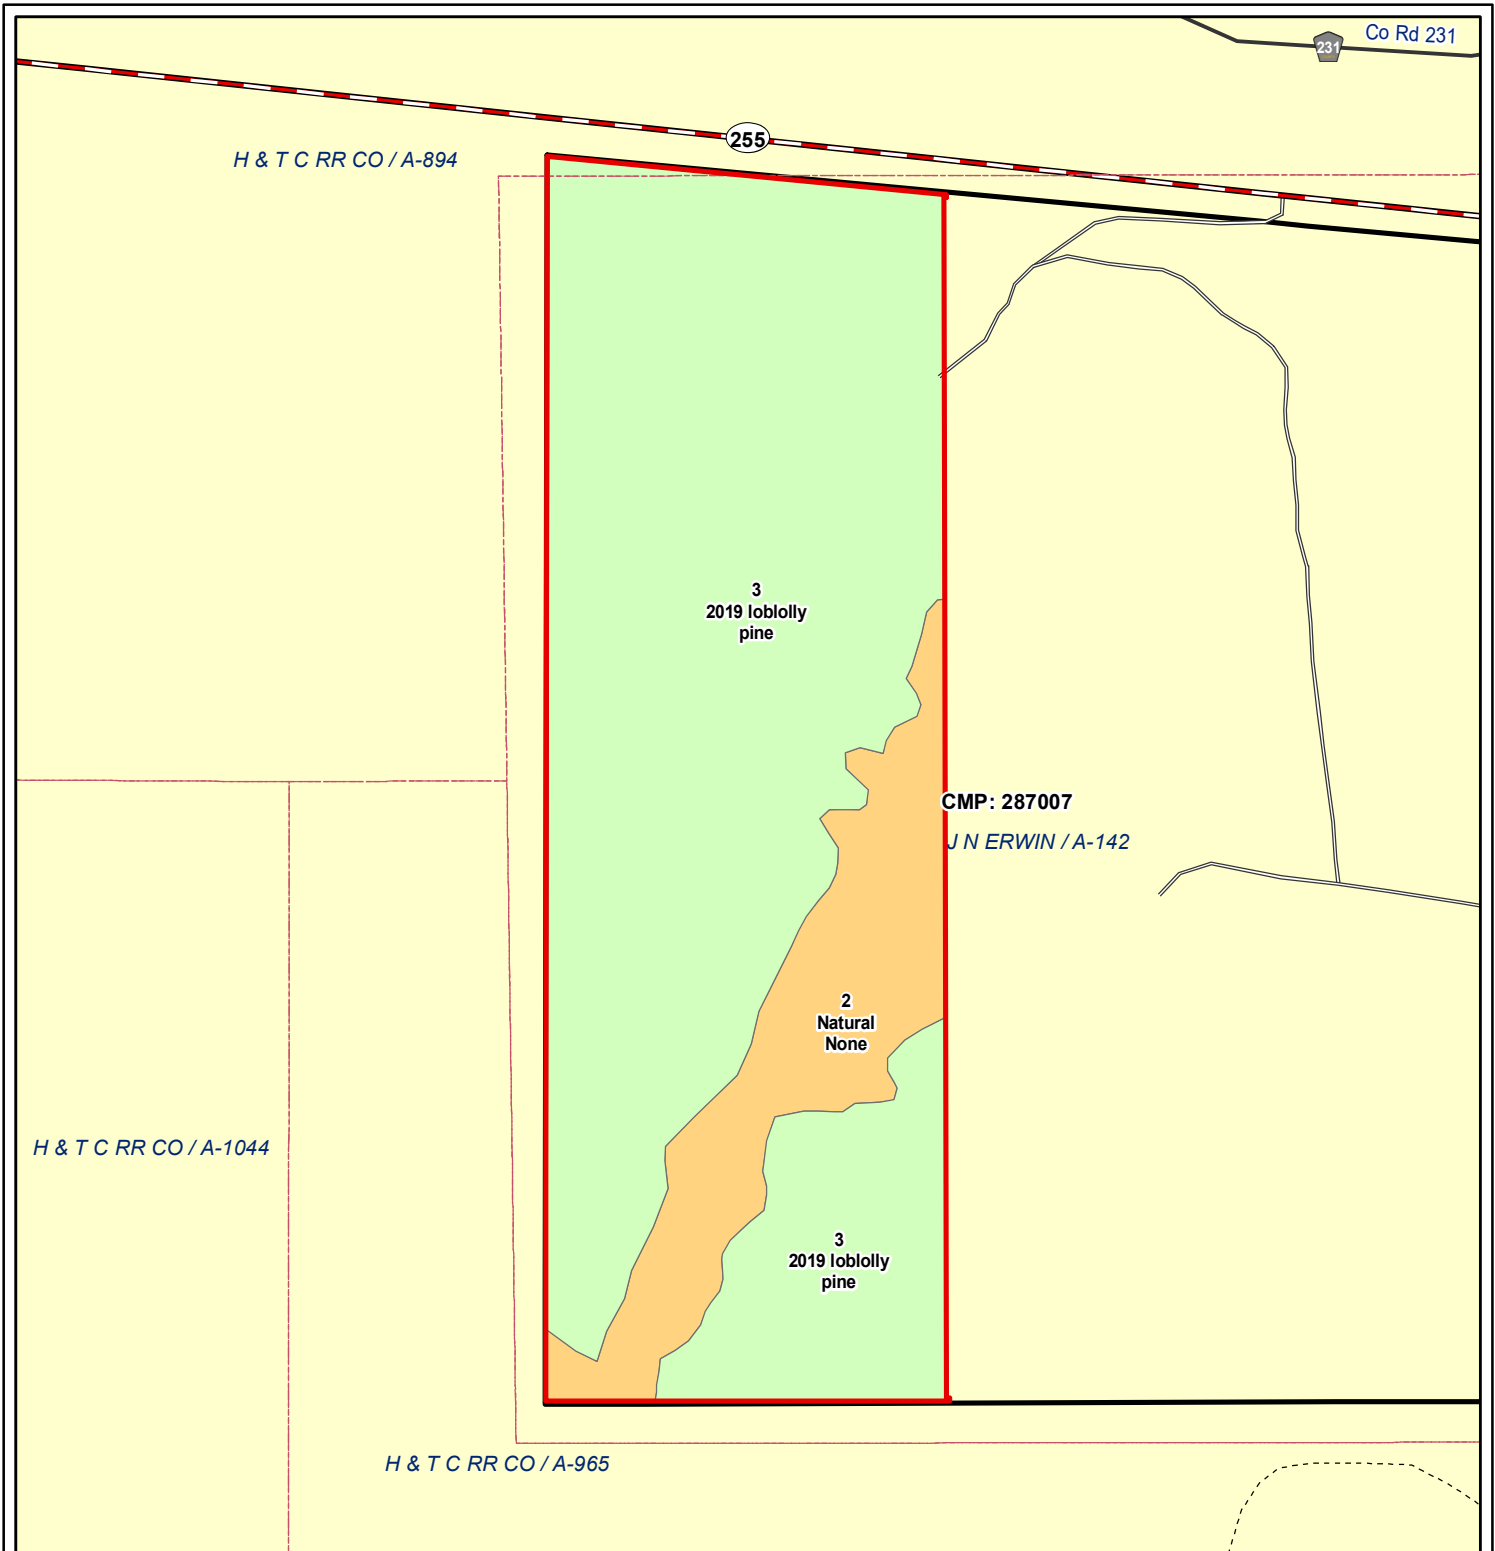 Co Rd 231
231
255
H & T C RR CO / A-894
3
2019 loblolly
pine
CMP: 287007
J N ERWIN / A-142
2
Natural
None
H & T C RR CO / A-1044
3
2019 loblolly
pine
H & T C RR CO / A-965